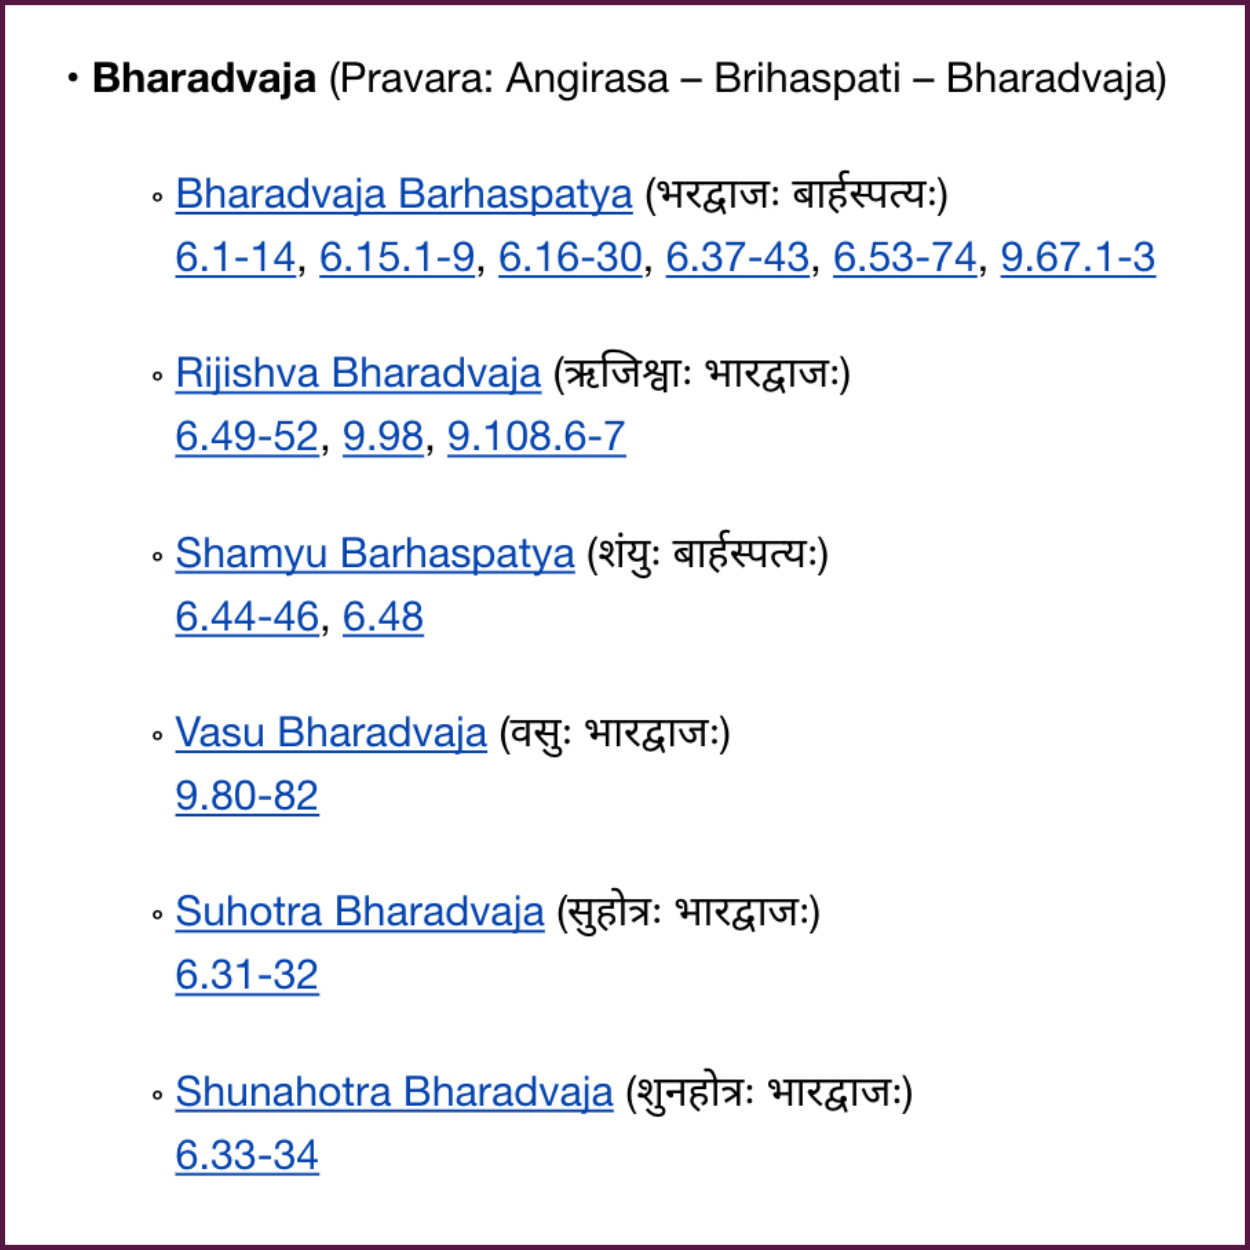 • Bharadvaja (Pravara: Angirasa – Brihaspati – Bharadvaja)
◦ Bharadvaja Barhaspatya (भरद्वाजः बार्हस्पत्यः)
6.1-14, 6.15.1-9, 6.16-30, 6.37-43, 6.53-74, 9.67.1-3
◦ Rijishva Bharadvaja (ऋजिश्वाः भारद्वाजः)
6.49-52, 9.98, 9.108.6-7
◦ Shamyu Barhaspatya (शंयुः बार्हस्पत्यः)
6.44-46, 6.48
◦ Vasu Bharadvaja (वसुः भारद्वाजः)
9.80-82
◦ Suhotra Bharadvaja (सुहोत्रः भारद्वाजः)
6.31-32
◦ Shunahotra Bharadvaja (शुनहोत्रः भारद्वाजः)
6.33-34